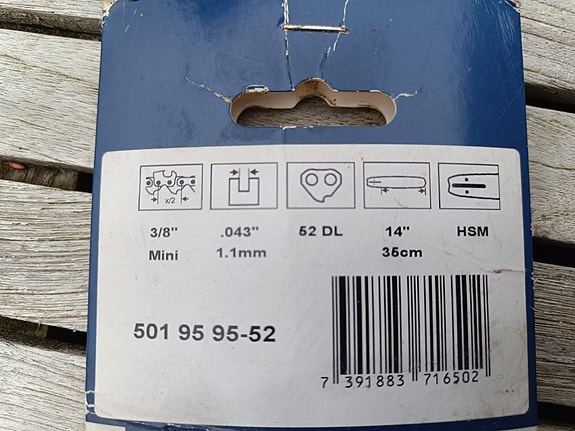 x/2
3/8" .043" 52 DL 14" HSM
Mini 1.1mm 35cm
501 95 95-52
7 391883 716502